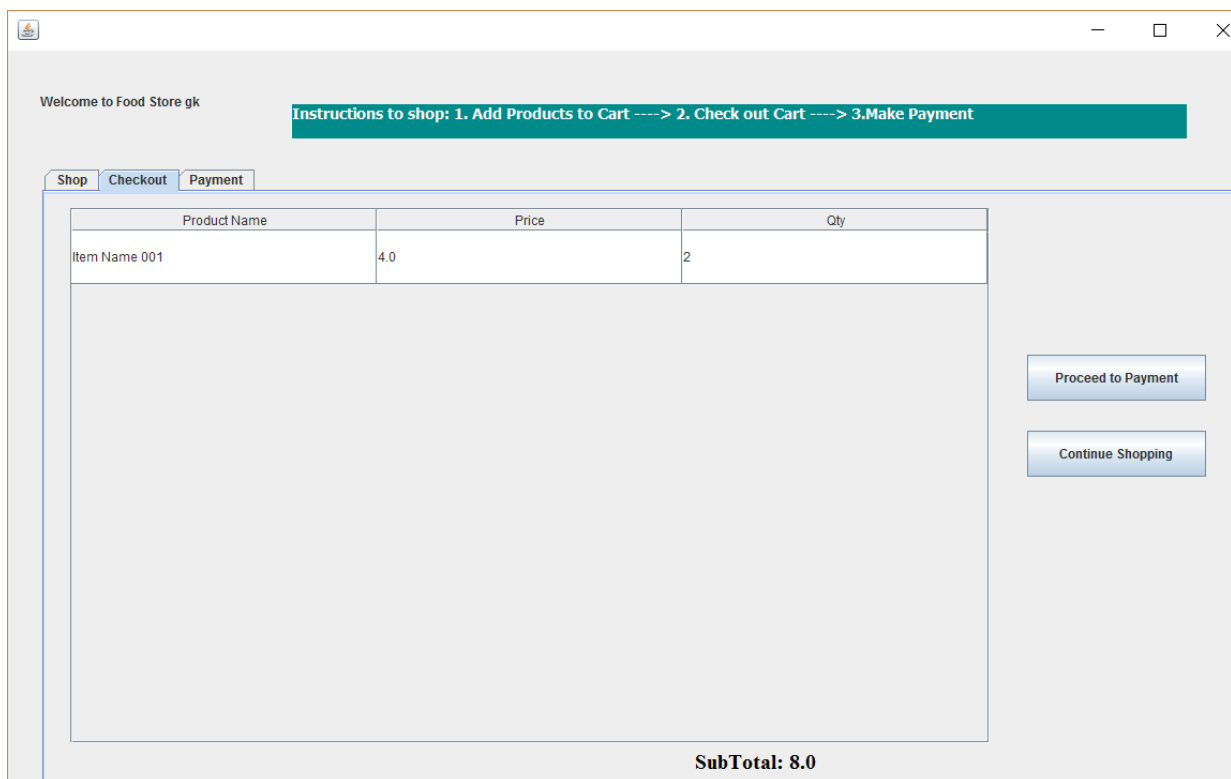 Welcome to Food Store gk
Instructions to shop: 1. Add Products to Cart ----> 2. Check out Cart ----> 3.Make Payment
Shop Checkout Payment
Product Name Price Qty
Item Name 001 4.0 2
Proceed to Payment
Continue Shopping
SubTotal: 8.0